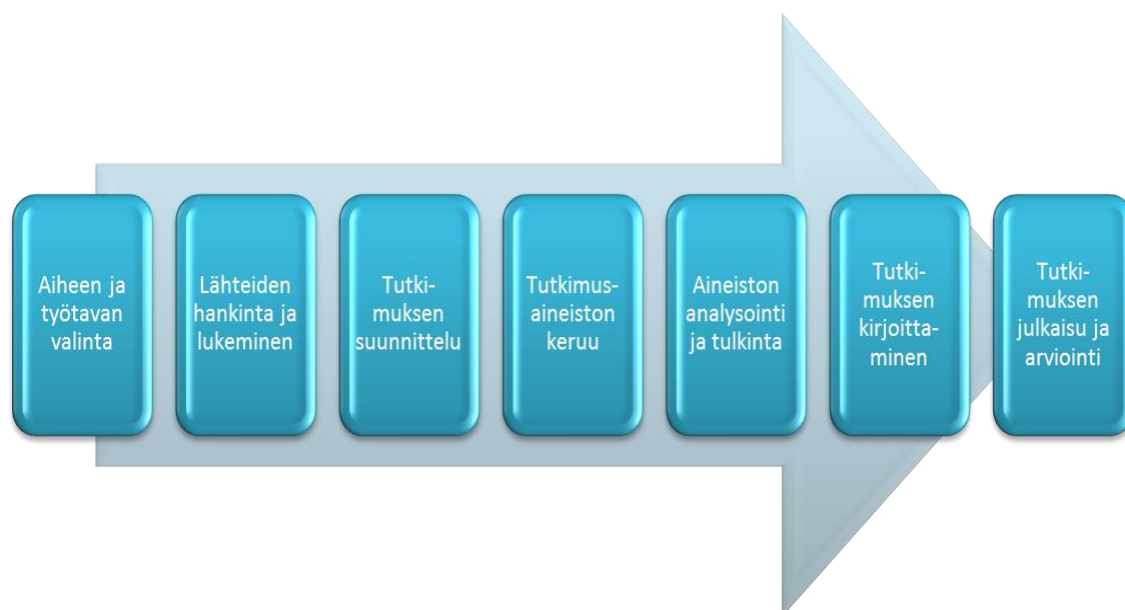 Aiheen ja
työtavan
valinta
Lähteiden
hankinta ja
lukeminen
Tutki-
muksen
suunnittelu
Tutkimus-
aineiston
keruu
Aineiston
analysointi
ja tulkinta
Tutki-
muksen
kirjoitta-
minen
Tutki-
muksen
julkaisu ja
arviointi